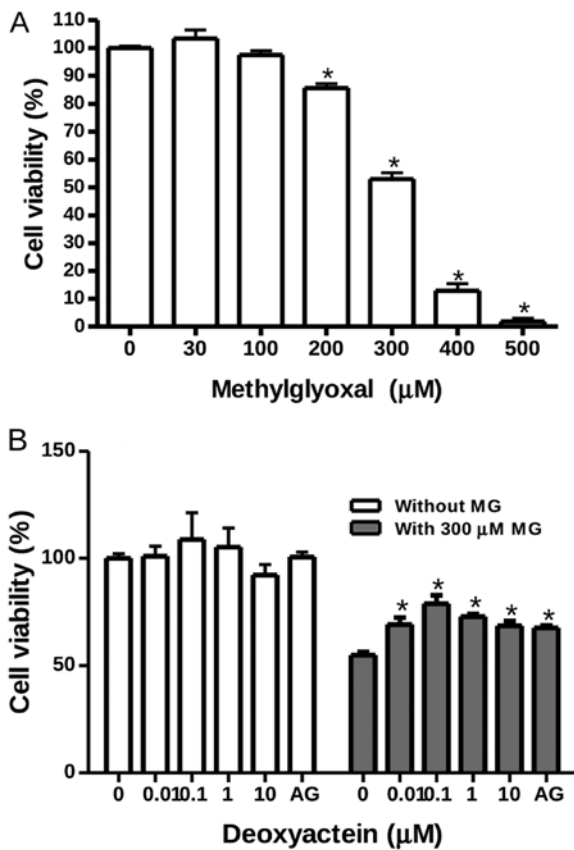 A
Cell viability (%)
110
100
90
80
70
60
50
40
30
20
10
0
*
*
*
*
0 30 100 200 300 400 500
Methylglyoxal (μM)
B
Cell viability (%)
150
100
50
0
Without MG
With 300 μM MG
* * * * *
0 0.01 0.1 1 10 AG 0 0.01 0.1 1 10 AG
Deoxyactein (μM)